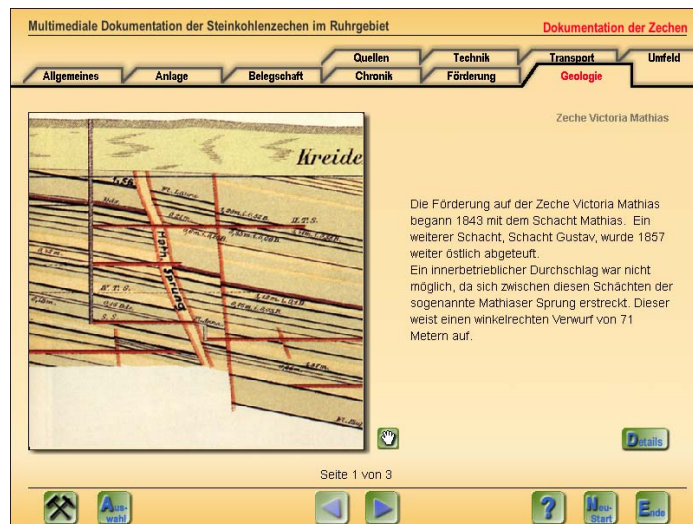 Multimediale Dokumentation der Steinkohlenzechen im Ruhrgebiet
Dokumentation der Zechen
Quellen Technik Transport Umfeld
Allgemeines Anlage Belegschaft Chronik Förderung Geologie
Zeche Victoria Mathias
Kreide
Math. Sprung
Die Förderung auf der Zeche Victoria Mathias
begann 1843 mit dem Schacht Mathias. Ein
weiterer Schacht, Schacht Gustav, wurde 1857
weiter östlich abgeteuft.
Ein innerbetrieblicher Durchschlag war nicht
möglich, da sich zwischen diesen Schächten der
sogenannte Mathiaser Sprung erstreckt. Dieser
weist einen winkelrechten Verwurf von 71
Metern auf.
Details
Seite 1 von 3
Aus-
wahl
?
Neu-
Start
Ende